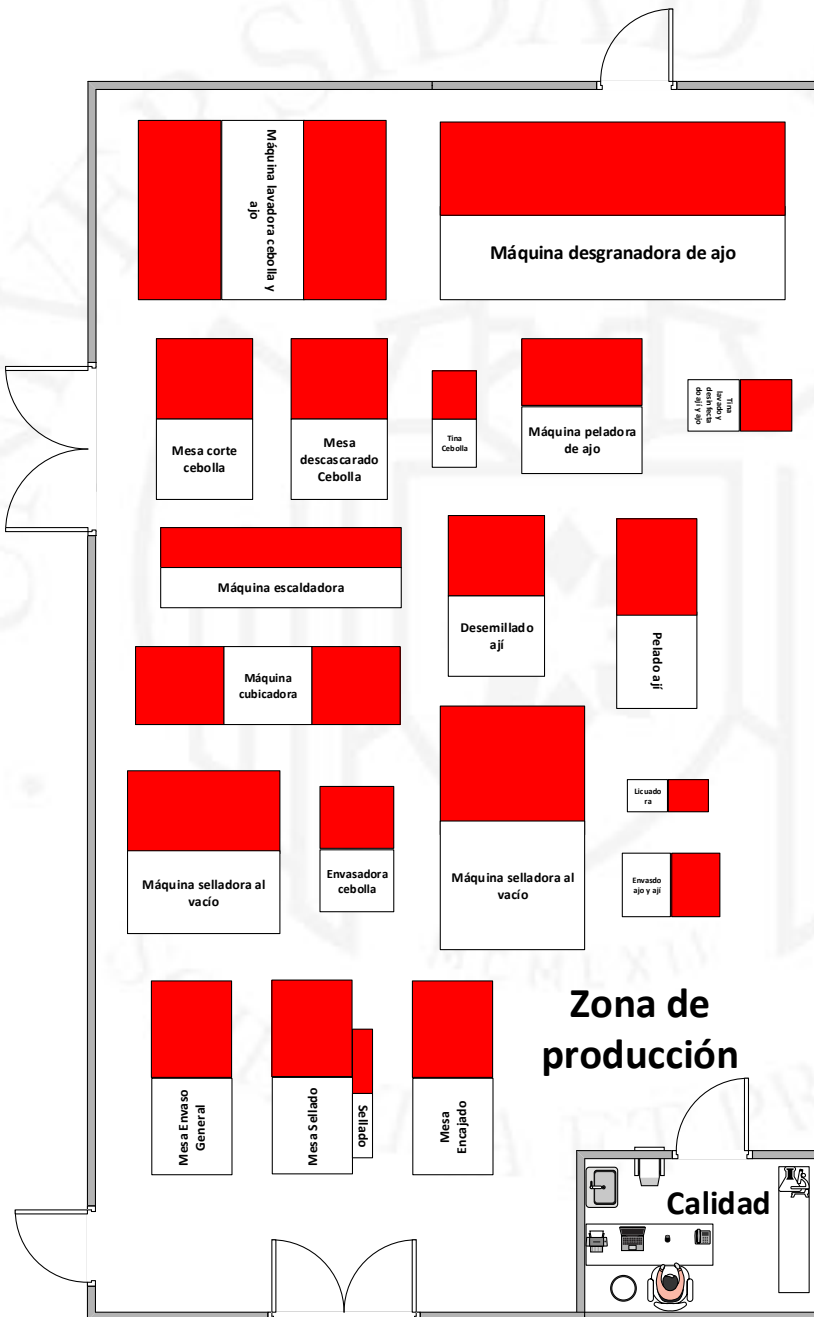 Máquina lavadora cebolla y
ajo
Máquina desgranadora de ajo
Mesa corte
cebolla
Mesa
descascarado
Cebolla
Tina
Cebolla
Máquina peladora
de ajo
Tina
lavado y
desinfecta
do ají y ajo
Máquina escaldadora
Desemillado
ají
Pelado ají
Máquina
cubicadora
Máquina selladora al
vacío
Envasadora
cebolla
Máquina selladora al
vacío
Licuado
ra
Envasdo
ajo y ají
Zona de
producción
Mesa Envaso
General
Mesa Sellado
Sellado
Mesa
Encajado
Calidad